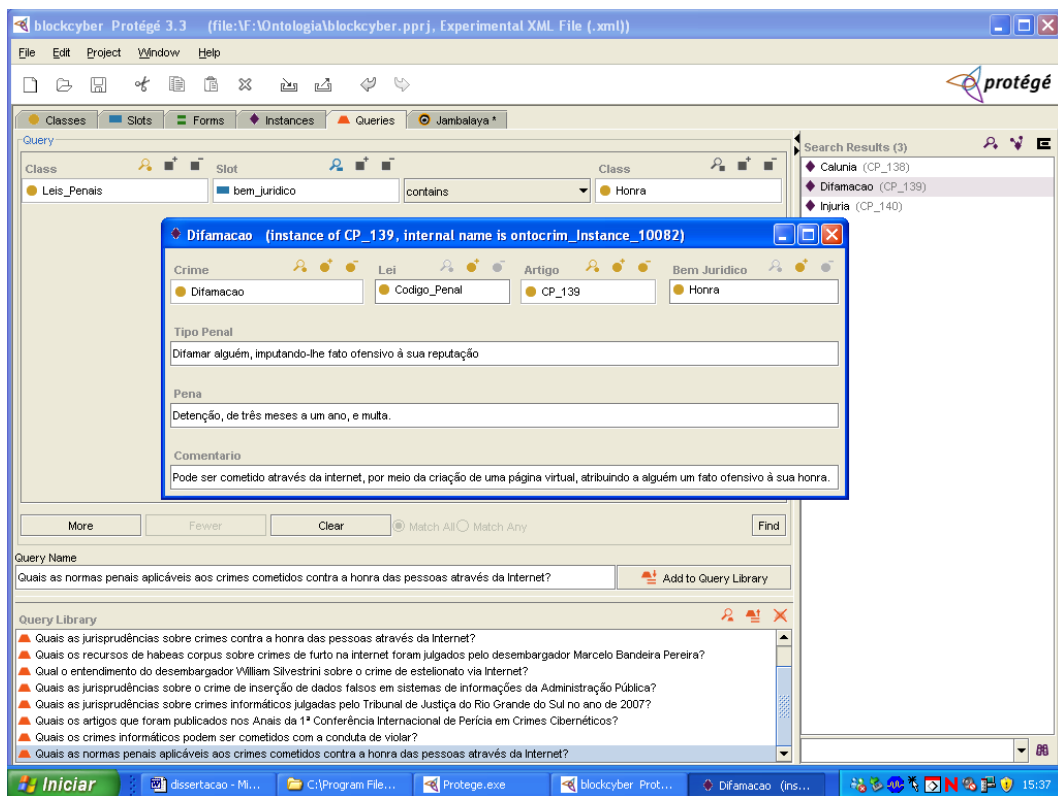 blockcyber Protégé 3.3 (file:\F:\Ontologia\blockcyber.pprj, Experimental XML File (.xml))
File Edit Project Window Help
protégé
Classes Slots Forms Instances Queries Jambalaya *
Query
Class Slot Class
Leis_Penais bem_juridico contains Honra
Search Results (3)
Calunia (CP_138)
Difamacao (CP_139)
Injuria (CP_140)
Difamacao (instance of CP_139, internal name is ontocrim_Instance_10082)
Crime Lei Artigo Bem Juridico
Difamacao Codigo_Penal CP_139 Honra
Tipo Penal
Difamar alguém, imputando-lhe fato ofensivo à sua reputação
Pena
Detenção, de três meses a um ano, e multa.
Comentario
Pode ser cometido através da internet, por meio da criação de uma página virtual, atribuindo a alguém um fato ofensivo à sua honra.
More Fewer Clear Match All Match Any Find
Query Name
Quais as normas penais aplicáveis aos crimes cometidos contra a honra das pessoas através da Internet? Add to Query Library
Query Library
Quais as jurisprudências sobre crimes contra a honra das pessoas através da Internet?
Quais os recursos de habeas corpus sobre crimes de furto na internet foram julgados pelo desembargador Marcelo Bandeira Pereira?
Qual o entendimento do desembargador William Silvestrini sobre o crime de estelionato via Internet?
Quais as jurisprudências sobre o crime de inserção de dados falsos em sistemas de informações da Administração Pública?
Quais as jurisprudências sobre crimes informáticos julgadas pelo Tribunal de Justiça do Rio Grande do Sul no ano de 2007?
Quais os artigos que foram publicados nos Anais da 1ª Conferência Internacional de Perícia em Crimes Cibernéticos?
Quais os crimes informáticos podem ser cometidos com a conduta de violar?
Quais as normas penais aplicáveis aos crimes cometidos contra a honra das pessoas através da Internet?
Iniciar dissertacao - Mi... C:\Program File... Protege.exe blockcyber Prot... Difamacao (ins... 15:37